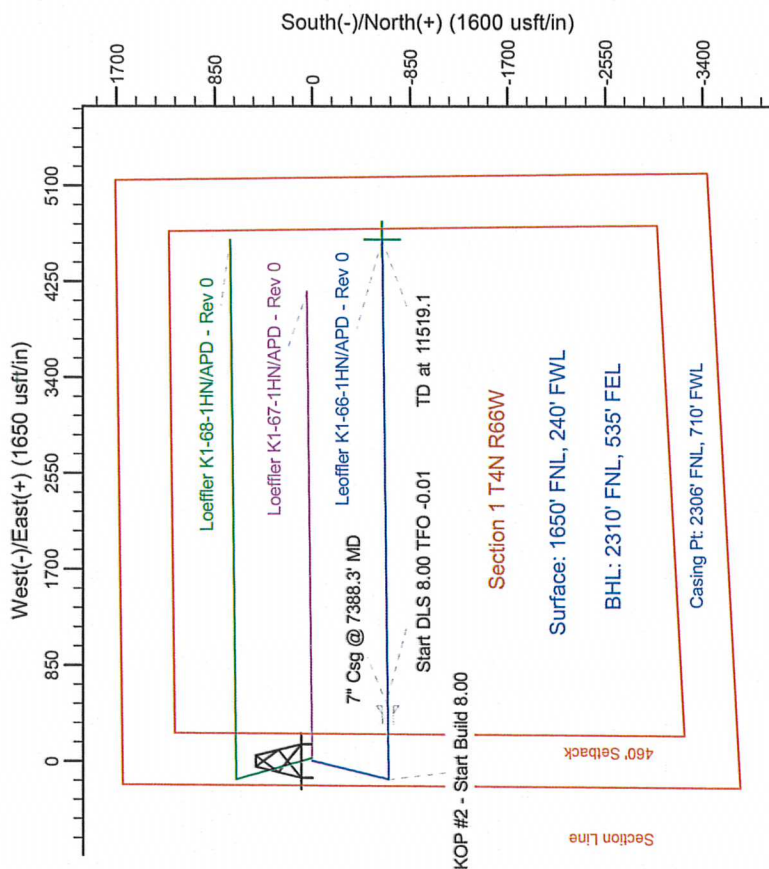 South(-)/North(+) (1600 usft/in)
1700
850
0
-850
-1700
-2550
-3400
West(-)/East(+) (1650 usft/in)
5100
4250
3400
2550
1700
850
0
Loeffler K1-68-1HN/APD - Rev 0
Loeffler K1-67-1HN/APD - Rev 0
Leoffler K1-66-1HN/APD - Rev 0
7" Csg @ 7388.3' MD
Start DLS 8.00 TFO -0.01
TD at 11519.1
KOP #2 - Start Build 8.00
Section 1 T4N R66W
Surface: 1650' FNL, 240' FWL
BHL: 2310' FNL, 535' FEL
Casing Pt: 2306' FNL, 710' FWL
460' Setback
Section Line